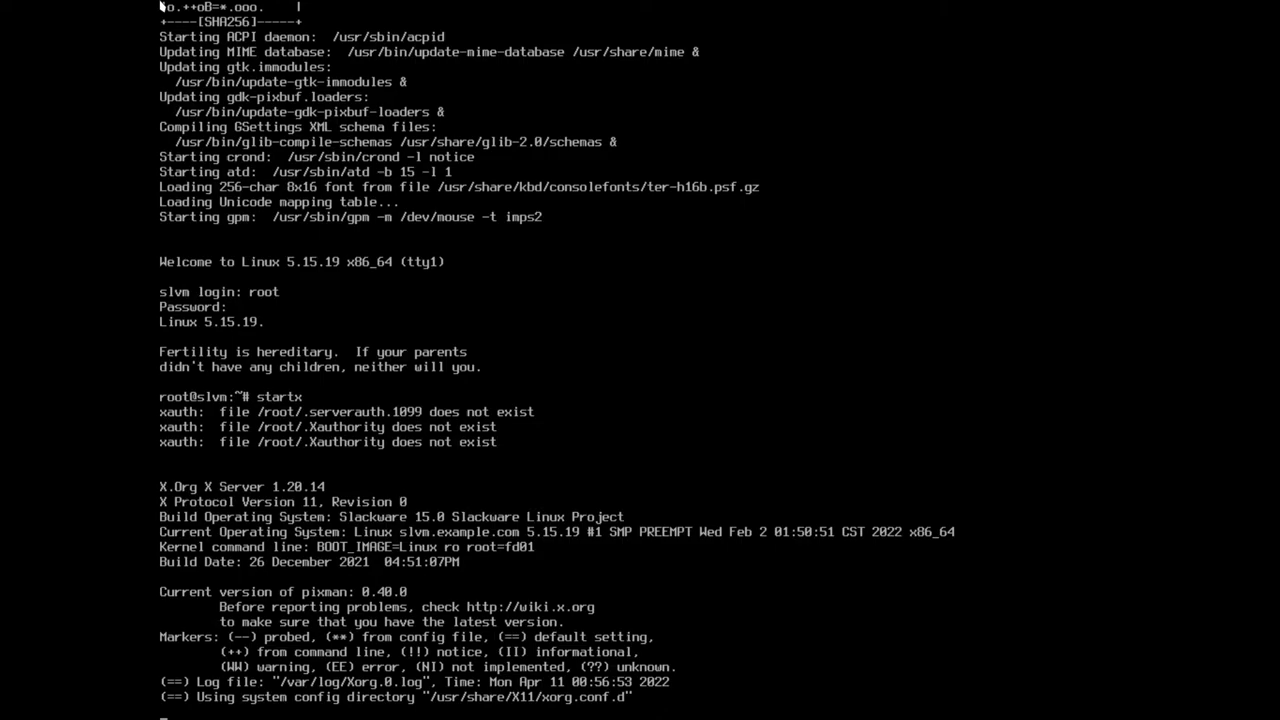 o.++oB=*.ooo.    |
+----[SHA256]-----+
Starting ACPI daemon:  /usr/sbin/acpid
Updating MIME database:  /usr/bin/update-mime-database /usr/share/mime &
Updating gtk.immodules:
  /usr/bin/update-gtk-immodules &
Updating gdk-pixbuf.loaders:
  /usr/bin/update-gdk-pixbuf-loaders &
Compiling GSettings XML schema files:
  /usr/bin/glib-compile-schemas /usr/share/glib-2.0/schemas &
Starting crond:  /usr/sbin/crond -l notice
Starting atd:  /usr/sbin/atd -b 15 -l 1
Loading 256-char 8x16 font from file /usr/share/kbd/consolefonts/ter-h16b.psf.gz
Loading Unicode mapping table...
Starting gpm:  /usr/sbin/gpm -m /dev/mouse -t imps2
Welcome to Linux 5.15.19 x86_64 (tty1)
slvm login: root
Password:
Linux 5.15.19.
Fertility is hereditary.  If your parents
didn't have any children, neither will you.
root@slvm:~# startx
xauth:  file /root/.serverauth.1099 does not exist
xauth:  file /root/.Xauthority does not exist
xauth:  file /root/.Xauthority does not exist
X.Org X Server 1.20.14
X Protocol Version 11, Revision 0
Build Operating System: Slackware 15.0 Slackware Linux Project
Current Operating System: Linux slvm.example.com 5.15.19 #1 SMP PREEMPT Wed Feb 2 01:50:51 CST 2022 x86_64
Kernel command line: BOOT_IMAGE=Linux ro root=fd01
Build Date: 26 December 2021  04:51:07PM
Current version of pixman: 0.40.0
        Before reporting problems, check http://wiki.x.org
        to make sure that you have the latest version.
Markers: (--) probed, (**) from config file, (==) default setting,
        (++) from command line, (!!) notice, (II) informational,
        (WW) warning, (EE) error, (NI) not implemented, (??) unknown.
(==) Log file: "/var/log/Xorg.0.log", Time: Mon Apr 11 00:56:53 2022
(==) Using system config directory "/usr/share/X11/xorg.conf.d"